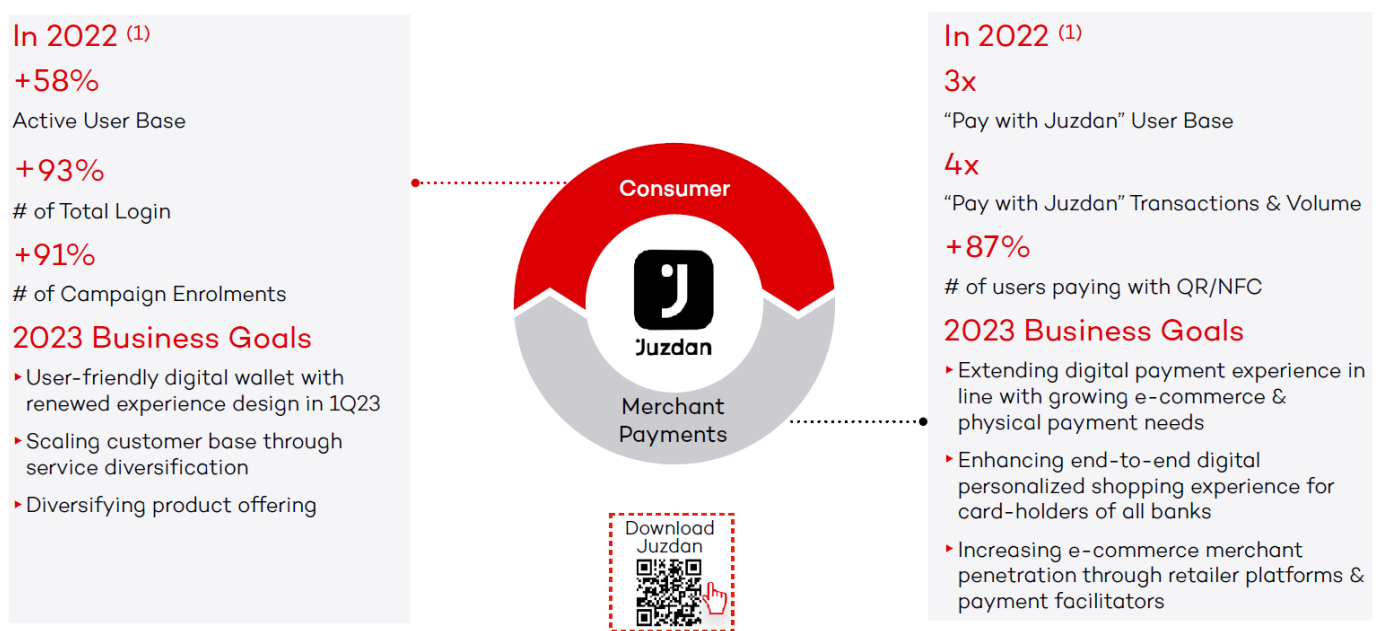 In 2022 (1)
+58%
Active User Base
+93%
# of Total Login
+91%
# of Campaign Enrolments
2023 Business Goals
▸User-friendly digital wallet with
renewed experience design in 1Q23
▸Scaling customer base through
service diversification
▸Diversifying product offering
Consumer
Juzdan
Merchant
Payments
Download
Juzdan
In 2022 (1)
3x
“Pay with Juzdan” User Base
4x
“Pay with Juzdan” Transactions & Volume
+87%
# of users paying with QR/NFC
2023 Business Goals
▸Extending digital payment experience in
line with growing e-commerce &
physical payment needs
▸Enhancing end-to-end digital
personalized shopping experience for
card-holders of all banks
▸Increasing e-commerce merchant
penetration through retailer platforms &
payment facilitators